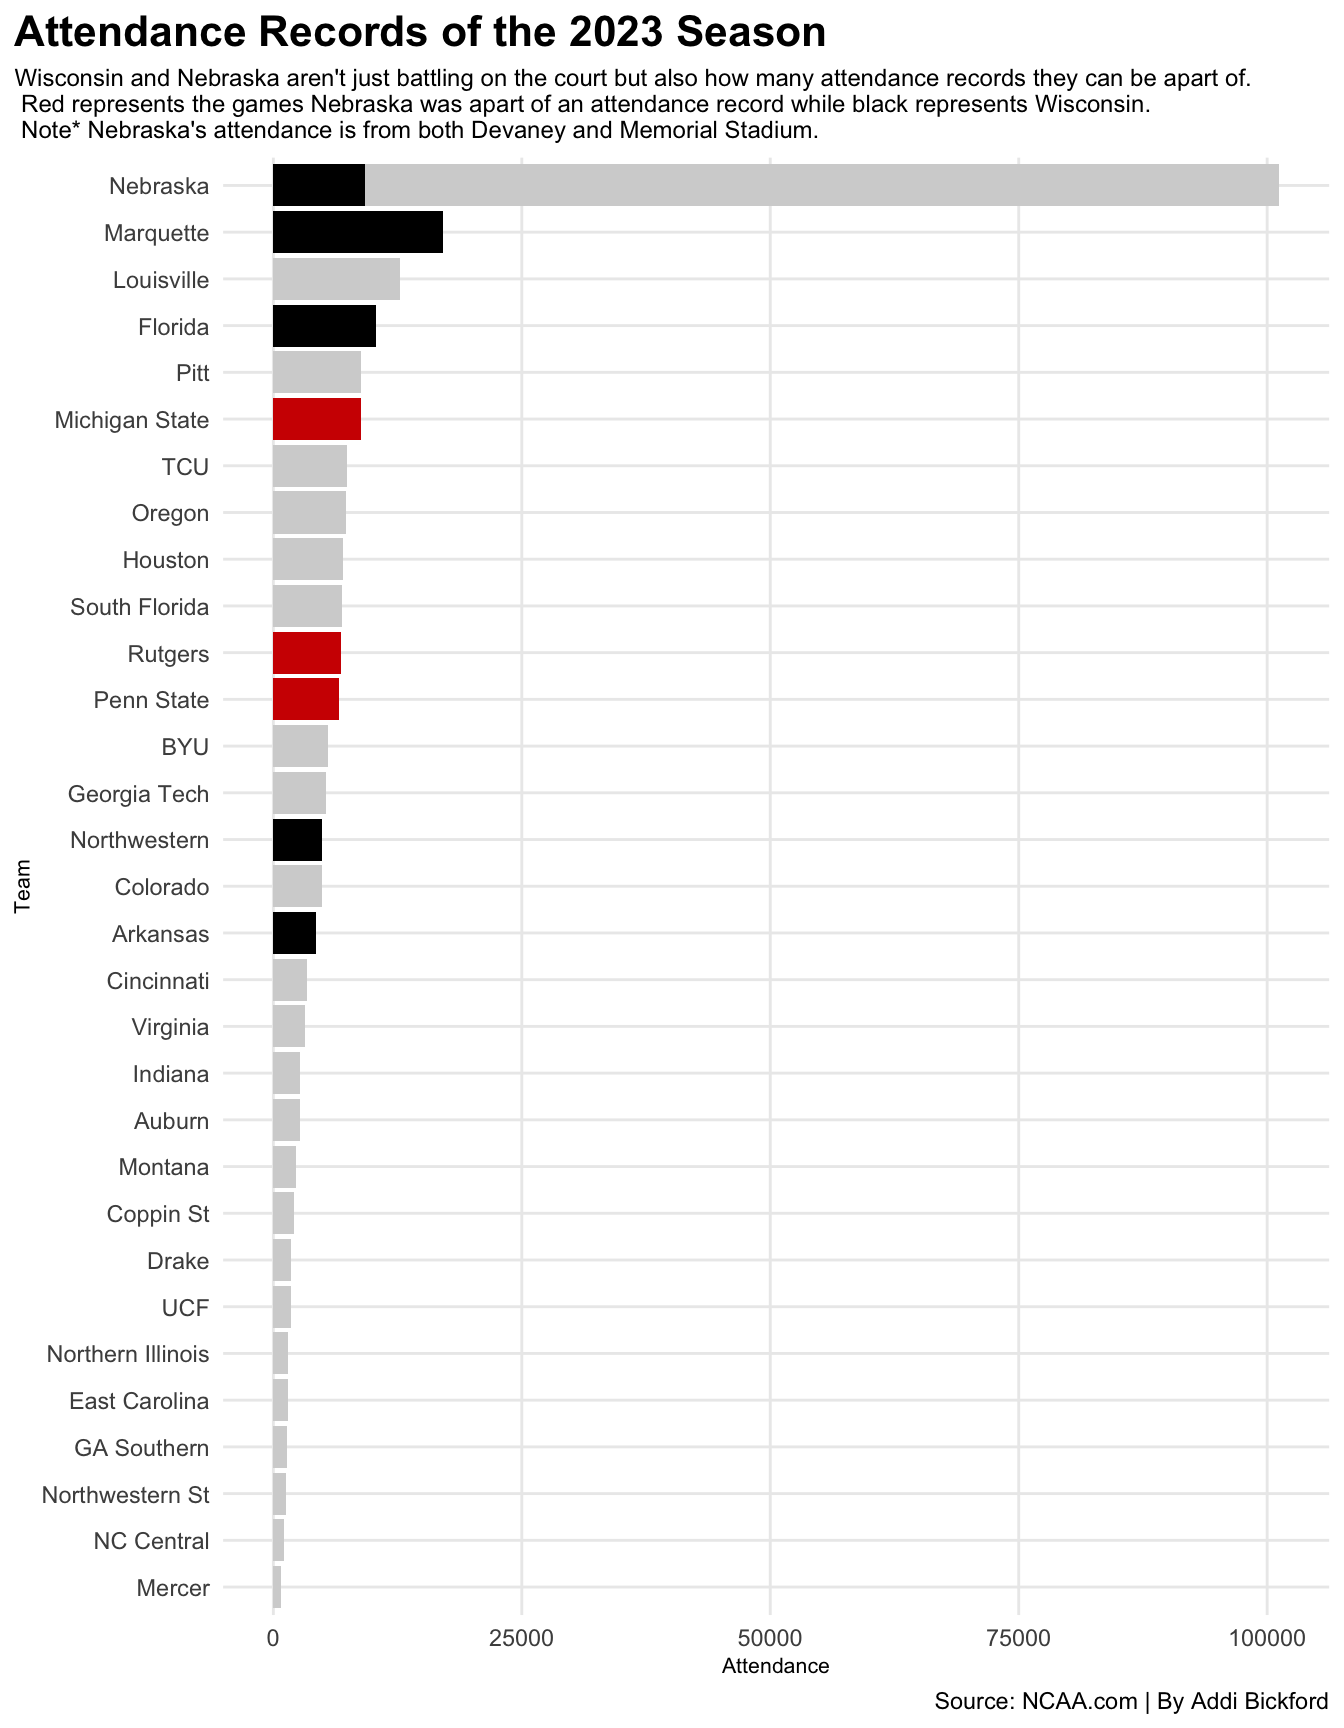 Attendance Records of the 2023 Season
Wisconsin and Nebraska aren't just battling on the court but also how many attendance records they can be apart of.
Red represents the games Nebraska was apart of an attendance record while black represents Wisconsin.
Note* Nebraska's attendance is from both Devaney and Memorial Stadium.
Nebraska
Marquette
Louisville
Florida
Pitt
Michigan State
TCU
Oregon
Houston
South Florida
Rutgers
Penn State
BYU
Georgia Tech
Northwestern
Colorado
Arkansas
Cincinnati
Virginia
Indiana
Auburn
Montana
Coppin St
Drake
UCF
Northern Illinois
East Carolina
GA Southern
Northwestern St
NC Central
Mercer
Team
0 25000 50000 75000 100000
Attendance
Source: NCAA.com | By Addi Bickford